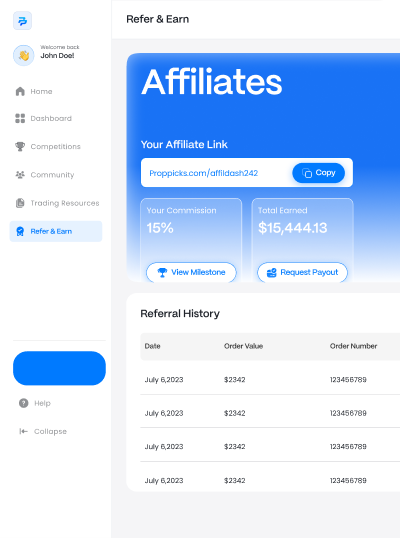 Refer & Earn
Welcome back
John Doe!
Home
Dashboard
Competitions
Community
Trading Resources
Refer & Earn
Help
Collapse
Affiliates
Your Affiliate Link
Proppicks.com/affildash242
Copy
Your Commission
15%
View Milestone
Total Earned
$15,444.13
Request Payout
Referral History
Date Order Value Order Number
July 6,2023 $2342 123456789
July 6,2023 $2342 123456789
July 6,2023 $2342 123456789
July 6,2023 $2342 123456789